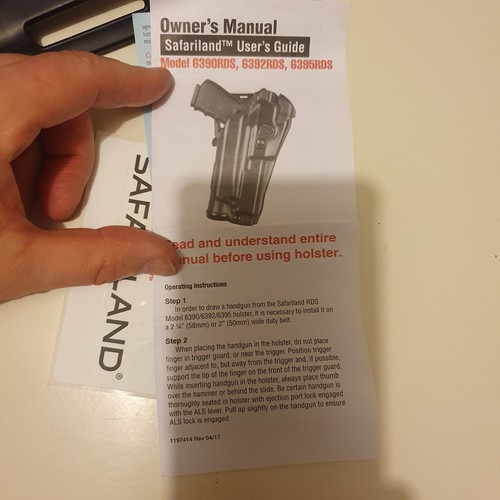 Owner's Manual
Safariland™ User's Guide
Model 6390RDS, 6392RDS, 6395RDS
ead and understand entire
nual before using holster.
Operating Instructions
Step 1
In order to draw a handgun from the Safariland RDS
Model 6390/6392/6395 holster, it is necessary to install it on
a 2 ¼" (58mm) or 2" (50mm) wide duty belt.
Step 2
When placing the handgun in the holster, do not place
finger in trigger guard, or near the trigger. Position trigger
finger adjacent to, but away from the trigger and, if possible,
support the tip of the finger on the front of the trigger guard.
While inserting handgun in the holster, always place thumb
over the hammer or behind the slide. Be certain handgun is
thoroughly seated in holster with ejection port lock engaged
with the ALS lever. Pull up slightly on the handgun to ensure
ALS lock is engaged.
1197414 Rev 04/17
SAFA
LAND®